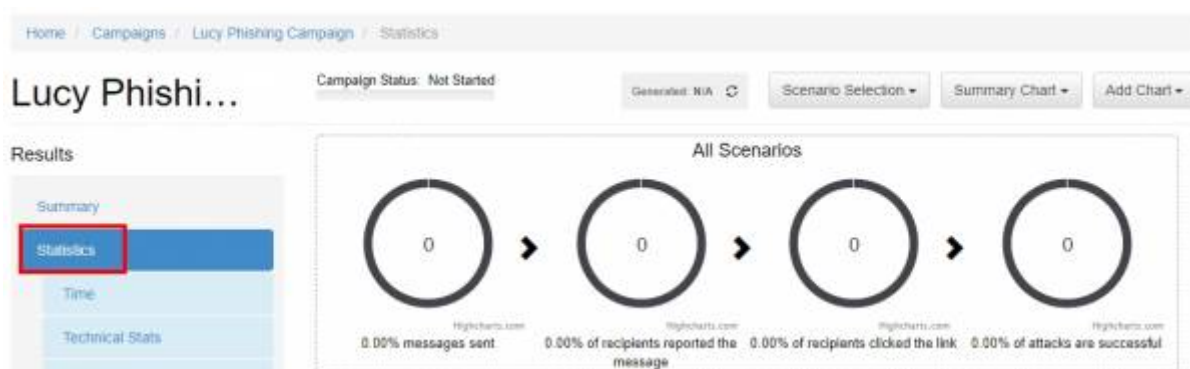 Home / Campaigns / Lucy Phishing Campaign / Statistics
Lucy Phishi...
Campaign Status: Not Started
Generated: N/A
Scenario Selection
Summary Chart
Add Chart
Results
Summary
Statistics
Time
Technical Stats
All Scenarios
0
0
0
0
Highcharts.com
Highcharts.com
Highcharts.com
Highcharts.com
0.00% messages sent
0.00% of recipients reported the
message
0.00% of recipients clicked the link
0.00% of attacks are successful